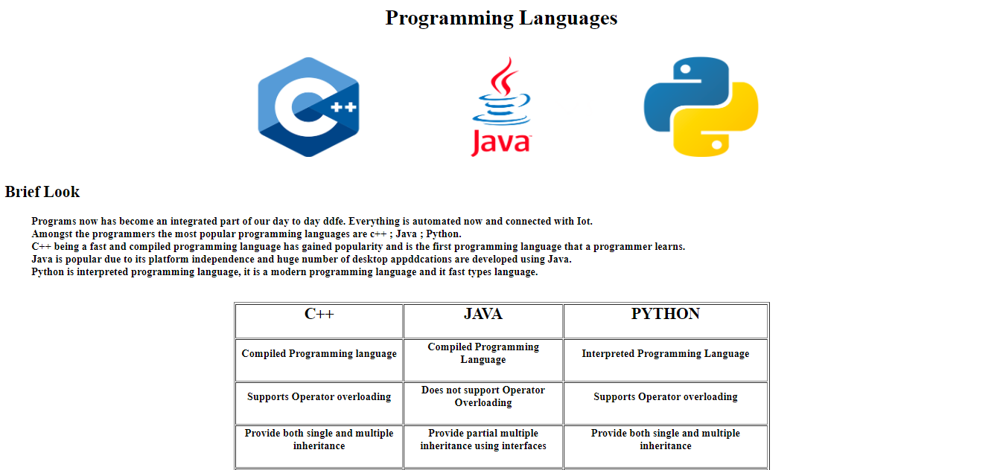 Programming Languages
C++
Java
Brief Look
Programs now has become an integrated part of our day to day ddfe. Everything is automated now and connected with Iot.
Amongst the programmers the most popular programming languages are c++ ; Java ; Python.
C++ being a fast and compiled programming language has gained popularity and is the first programming language that a programmer learns.
Java is popular due to its platform independence and huge number of desktop appddcations are developed using Java.
Python is interpreted programming language, it is a modern programming language and it fast types language.
C++
JAVA
PYTHON
Compiled Programming language
Compiled Programming
Language
Interpreted Programming Language
Supports Operator overloading
Does not support Operator
Overloading
Supports Operator overloading
Provide both single and multiple
inheritance
Provide partial multiple
inheritance using interfaces
Provide both single and multiple
inheritance